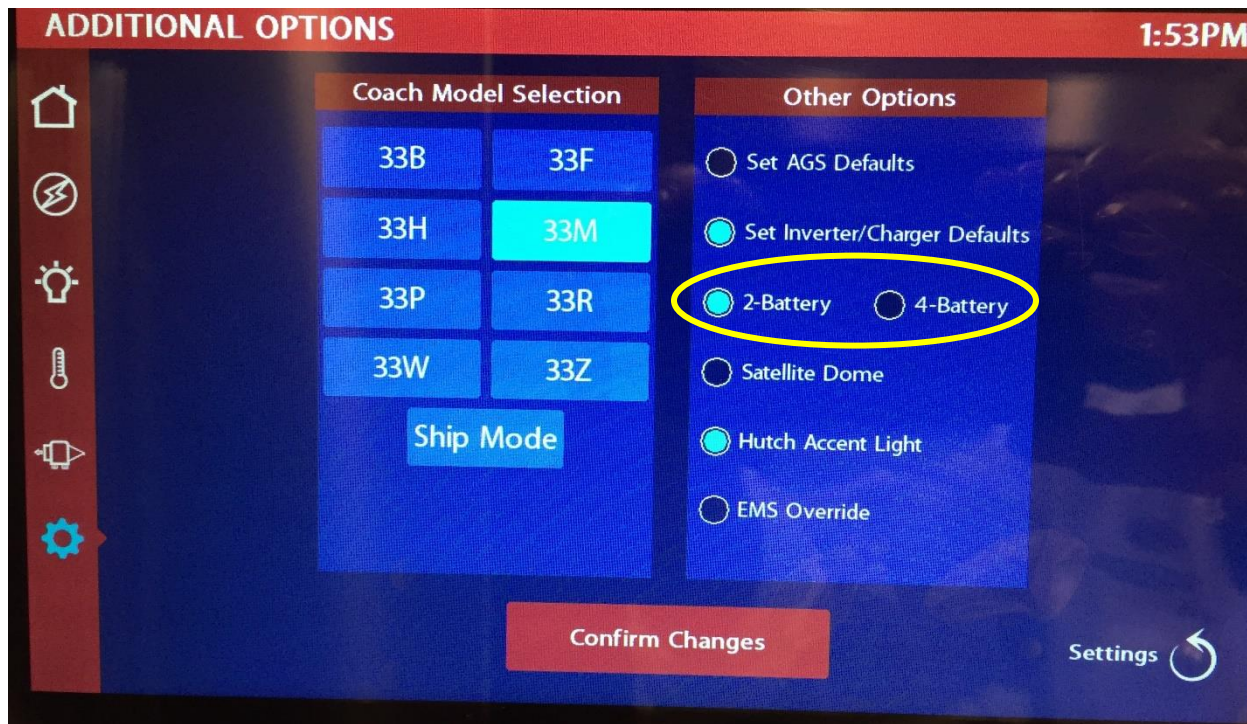 ADDITIONAL OPTIONS
1:53PM
Coach Model Selection
33B
33F
33H
33M
33P
33R
33W
33Z
Ship Mode
Other Options
Set AGS Defaults
Set Inverter/Charger Defaults
2-Battery
4-Battery
Satellite Dome
Hutch Accent Light
EMS Override
Confirm Changes
Settings